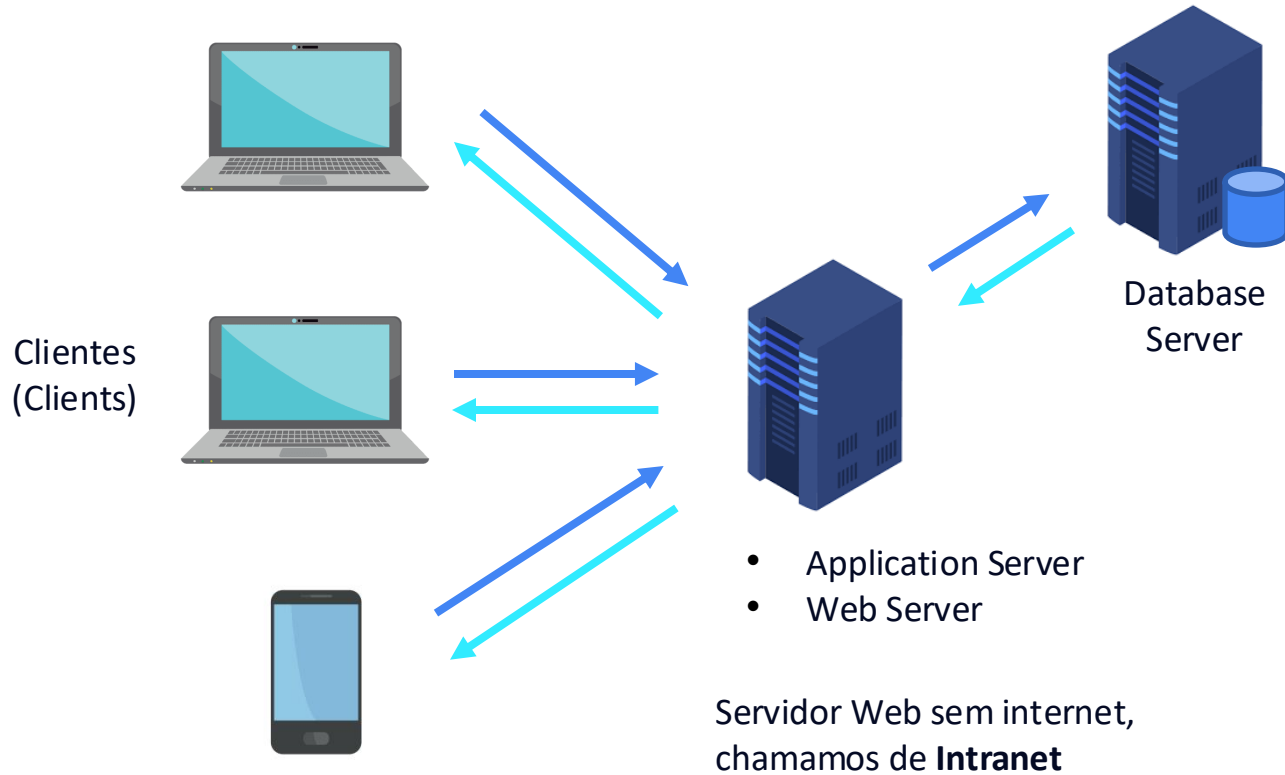 Database
Server
Clientes
(Clients)
• Application Server
• Web Server
Servidor Web sem internet,
chamamos de Intranet